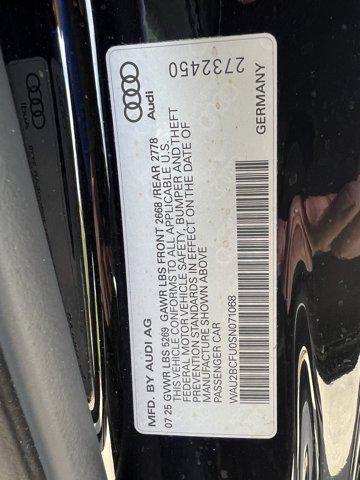 Audi
2732450
MFD. BY AUDI AG
07 25 GVWR LBS 5269 GAWR LBS FRONT 2668/REAR 2778
THIS VEHICLE CONFORMS TO ALL APPLICABLE U.S.
FEDERAL MOTOR VEHICLE SAFETY, BUMPER AND THEFT
PREVENTION STANDARDS IN EFFECT ON THE DATE OF
MANUFACTURE SHOWN ABOVE
PASSENGER CAR
WAU2BCFU0SN071068
GERMANY